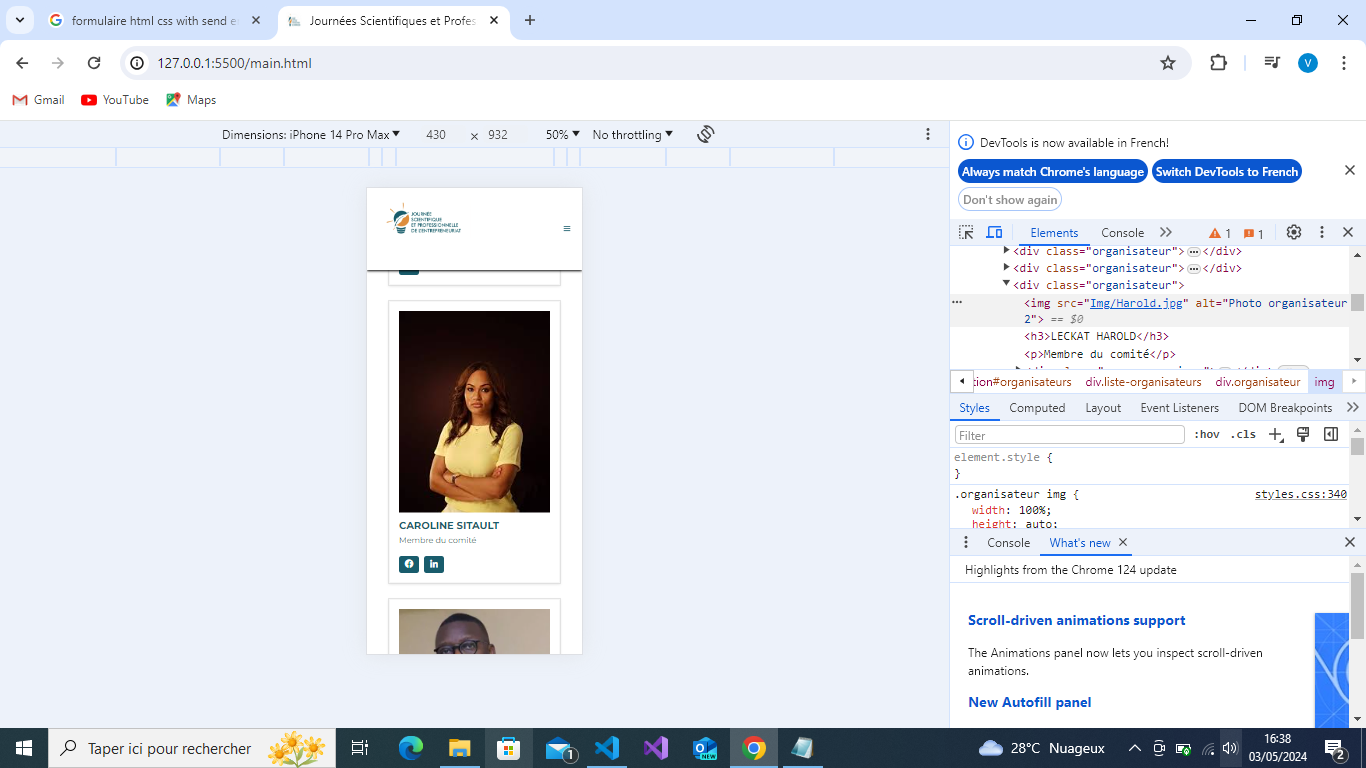 formulaire html css with send e
Journées Scientifiques et Profes
127.0.0.1:5500/main.html
V
Gmail
YouTube
Maps
Dimensions: iPhone 14 Pro Max
430
×
932
50%
No throttling
JOURNÉE
SCIENTIFIQUE
ET PROFESSIONNELLE
DE L'ENTREPRENEURIAT
CAROLINE SITAULT
Membre du comité
in
DevTools is now available in French!
Always match Chrome's language
Switch DevTools to French
Don't show again
Elements
Console
1
1
<div class="organisateur"> … </div>
<div class="organisateur"> … </div>
<div class="organisateur">
<img src="Img/Harold.jpg" alt="Photo organisateur
2"> == $0
<h3>LECKAT HAROLD</h3>
<p>Membre du comité</p>
tion#organisateurs
div.liste-organisateurs
div.organisateur
img
Styles
Computed
Layout
Event Listeners
DOM Breakpoints
Filter
:hov
.cls
element.style {
}
.organisateur img {
styles.css:340
width: 100%;
height: auto;
Console
What's new
Highlights from the Chrome 124 update
Scroll-driven animations support
The Animations panel now lets you inspect scroll-driven
animations.
New Autofill panel
Taper ici pour rechercher
1
NEW
28°C Nuageux
16:38
03/05/2024
2